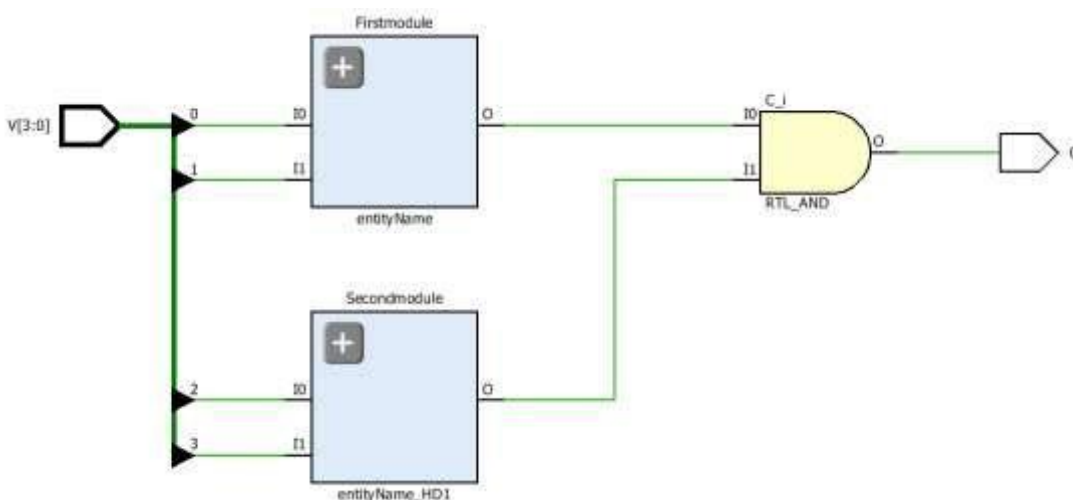 Firstmodule
V[3:0]
0
I0
O
1
I1
entityName
C_i
I0
I1
O
RTL_AND
Secondmodule
2
I0
O
3
I1
entityName_HD1